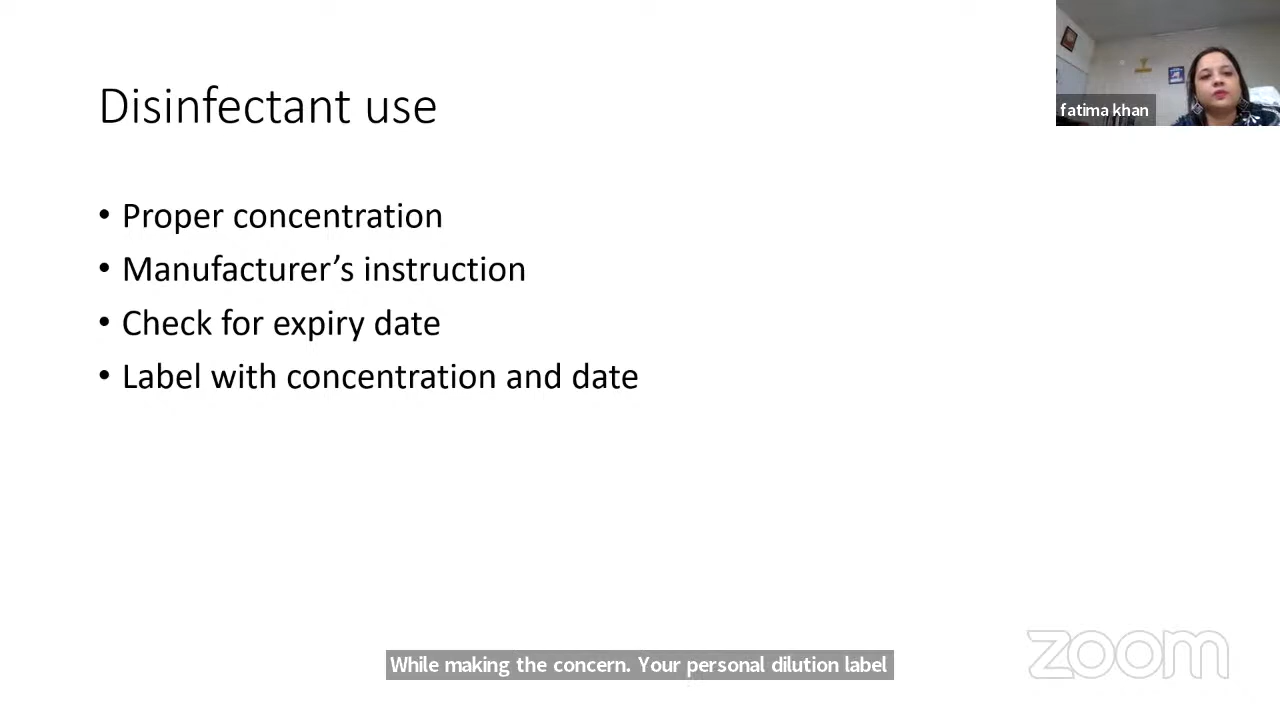 Disinfectant use
fatima khan
• Proper concentration
• Manufacturer’s instruction
• Check for expiry date
• Label with concentration and date
While making the concern. Your personal dilution label
zoom